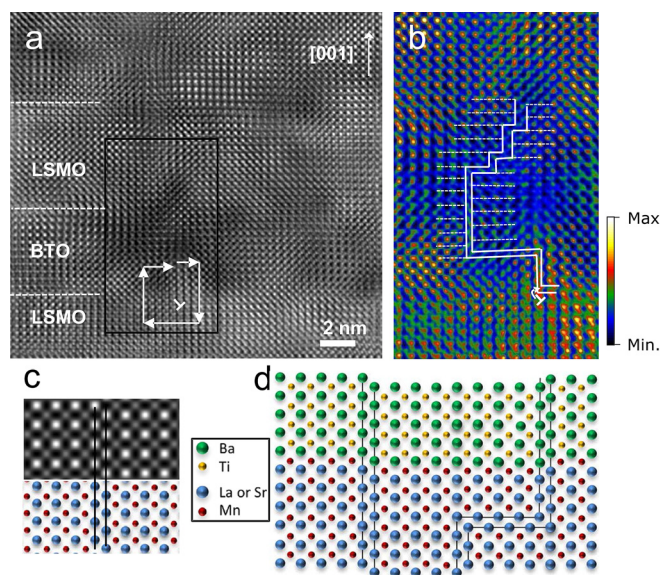 a
[001]
LSMO
BTO
LSMO
2 nm
b
Max
Min.
c
Ba
Ti
La or Sr
Mn
d